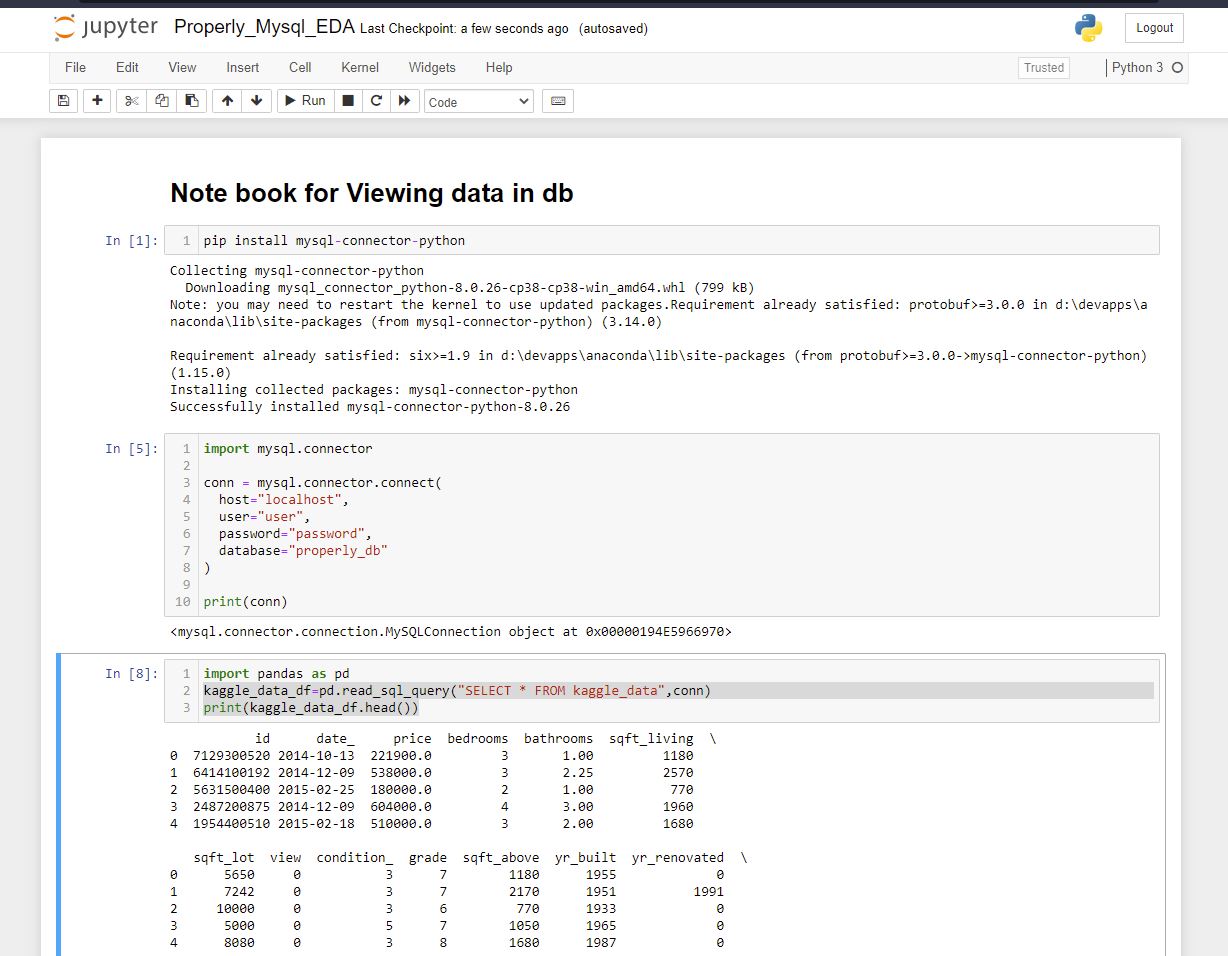 jupyter Properly_Mysql_EDA Last Checkpoint: a few seconds ago (autosaved) Logout
File Edit View Insert Cell Kernel Widgets Help Trusted Python 3
Run Code
Note book for Viewing data in db
In [1]: 1 pip install mysql-connector-python
Collecting mysql-connector-python
  Downloading mysql_connector_python-8.0.26-cp38-cp38-win_amd64.whl (799 kB)
Note: you may need to restart the kernel to use updated packages.Requirement already satisfied: protobuf>=3.0.0 in d:\devapps\a
naconda\lib\site-packages (from mysql-connector-python) (3.14.0)
Requirement already satisfied: six>=1.9 in d:\devapps\anaconda\lib\site-packages (from protobuf>=3.0.0->mysql-connector-python)
(1.15.0)
Installing collected packages: mysql-connector-python
Successfully installed mysql-connector-python-8.0.26
In [5]: 1 import mysql.connector
2
3 conn = mysql.connector.connect(
4   host="localhost",
5   user="user",
6   password="password",
7   database="properly_db"
8 )
9
10 print(conn)
<mysql.connector.connection.MySQLConnection object at 0x00000194E5966970>
In [8]: 1 import pandas as pd
2 kaggle_data_df=pd.read_sql_query("SELECT * FROM kaggle_data",conn)
3 print(kaggle_data_df.head())
           id      date_     price  bedrooms  bathrooms  sqft_living  \
0  7129300520 2014-10-13  221900.0         3       1.00         1180
1  6414100192 2014-12-09  538000.0         3       2.25         2570
2  5631500400 2015-02-25  180000.0         2       1.00          770
3  2487200875 2014-12-09  604000.0         4       3.00         1960
4  1954400510 2015-02-18  510000.0         3       2.00         1680
   sqft_lot  view  condition_  grade  sqft_above  yr_built  yr_renovated  \
0      5650     0           3      7        1180      1955             0
1      7242     0           3      7        2170      1951          1991
2     10000     0           3      6         770      1933             0
3      5000     0           5      7        1050      1965             0
4      8080     0           3      8        1680      1987             0